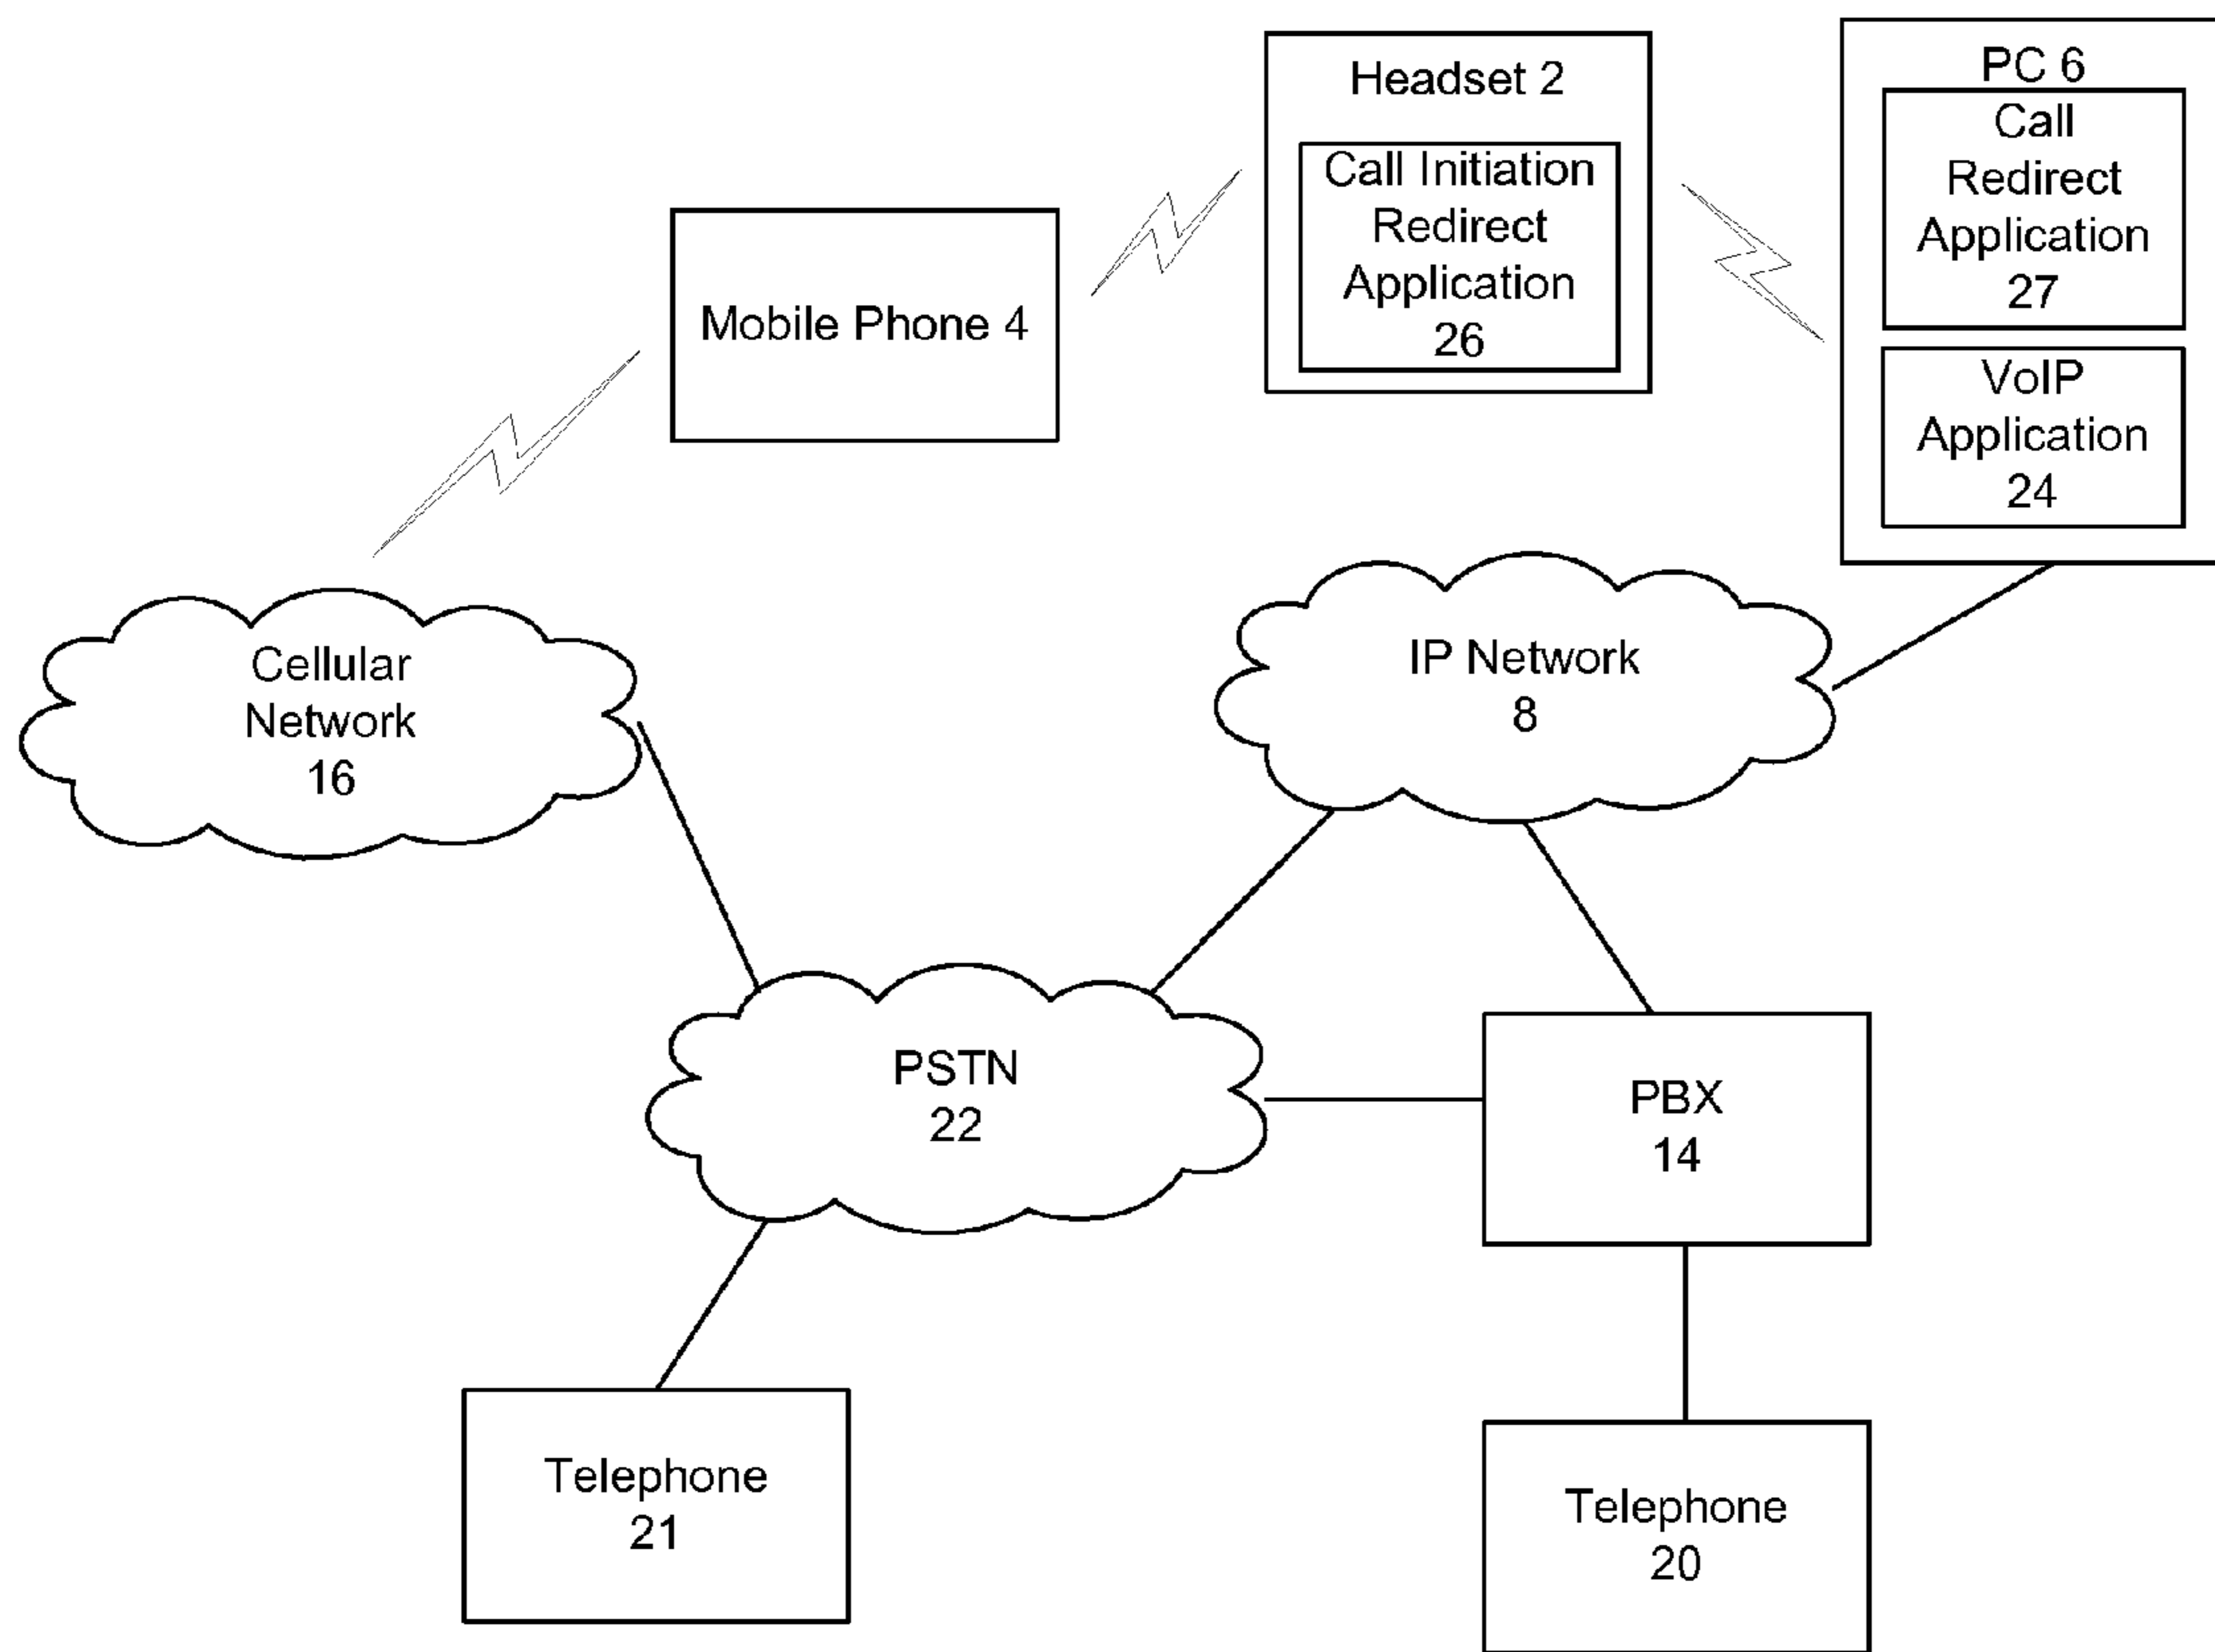 Headset 2
Call Initiation
Redirect
Application
26
PC 6
Call
Redirect
Application
27
VoIP
Application
24
Mobile Phone 4
Cellular
Network
16
IP Network
8
PSTN
22
PBX
14
Telephone
21
Telephone
20